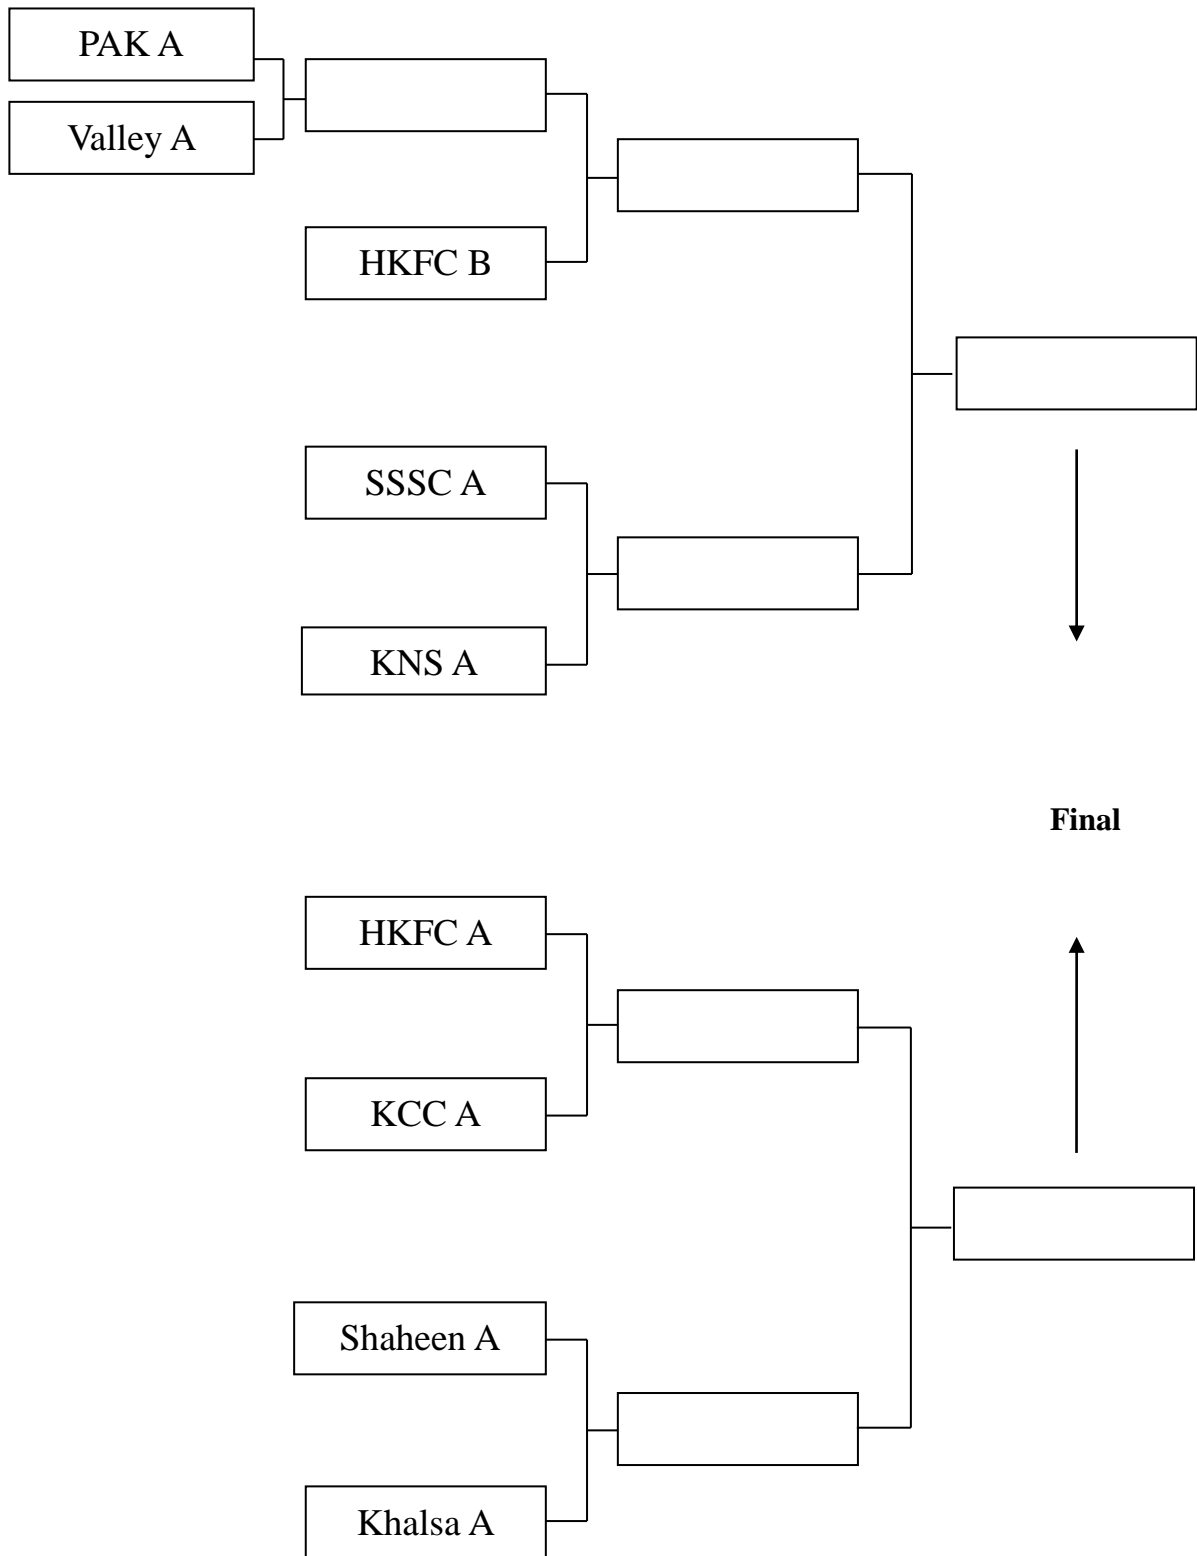 PAK A
Valley A
HKFC B
SSSC A
KNS A
Final
HKFC A
KCC A
Shaheen A
Khalsa A